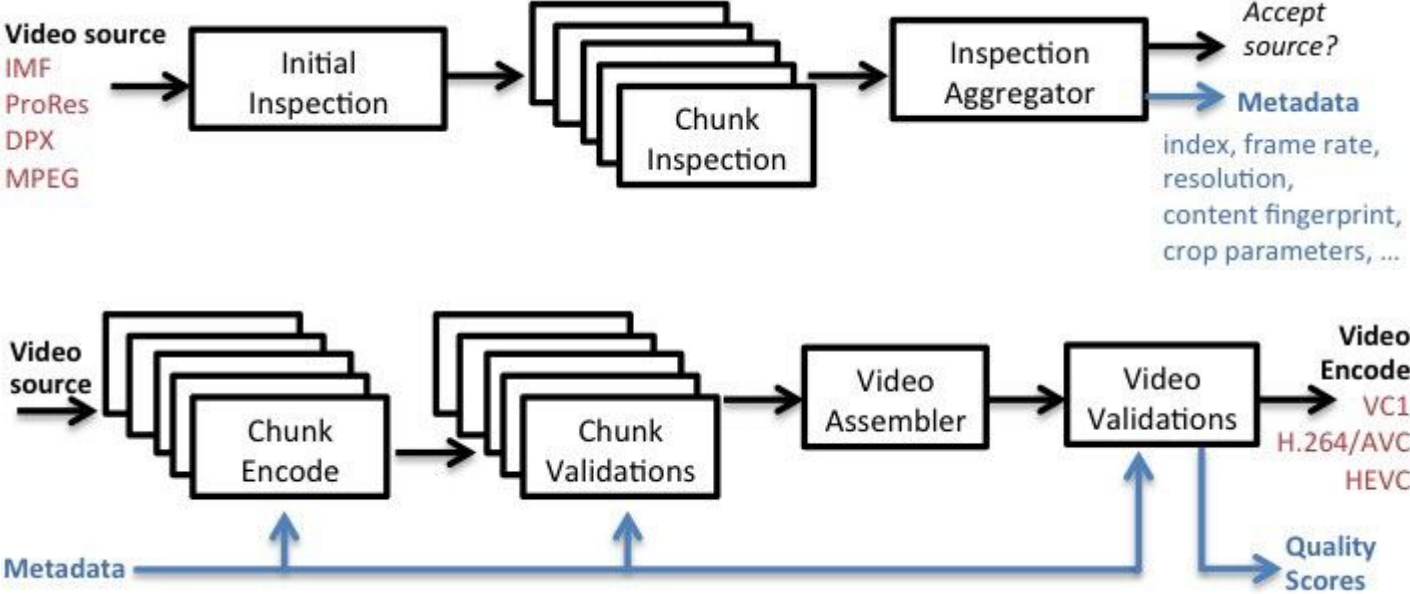 Video source
IMF
ProRes
DPX
MPEG
Initial
Inspection
Chunk
Inspection
Inspection
Aggregator
Accept
source?
Metadata
index, frame rate,
resolution,
content fingerprint,
crop parameters, ...
Video
source
Chunk
Encode
Chunk
Validations
Video
Assembler
Video
Validations
Video
Encode
VC1
H.264/AVC
HEVC
Metadata
Quality
Scores